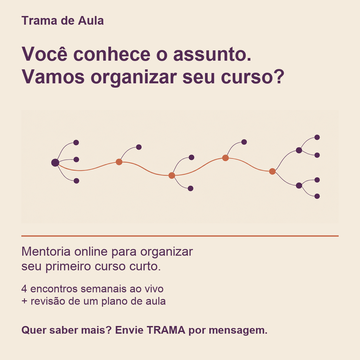 Trama de Aula
Você conhece o assunto.
Vamos organizar seu curso?
Mentoria online para organizar
seu primeiro curso curto.
4 encontros semanais ao vivo
+ revisão de um plano de aula
Quer saber mais? Envie TRAMA por mensagem.